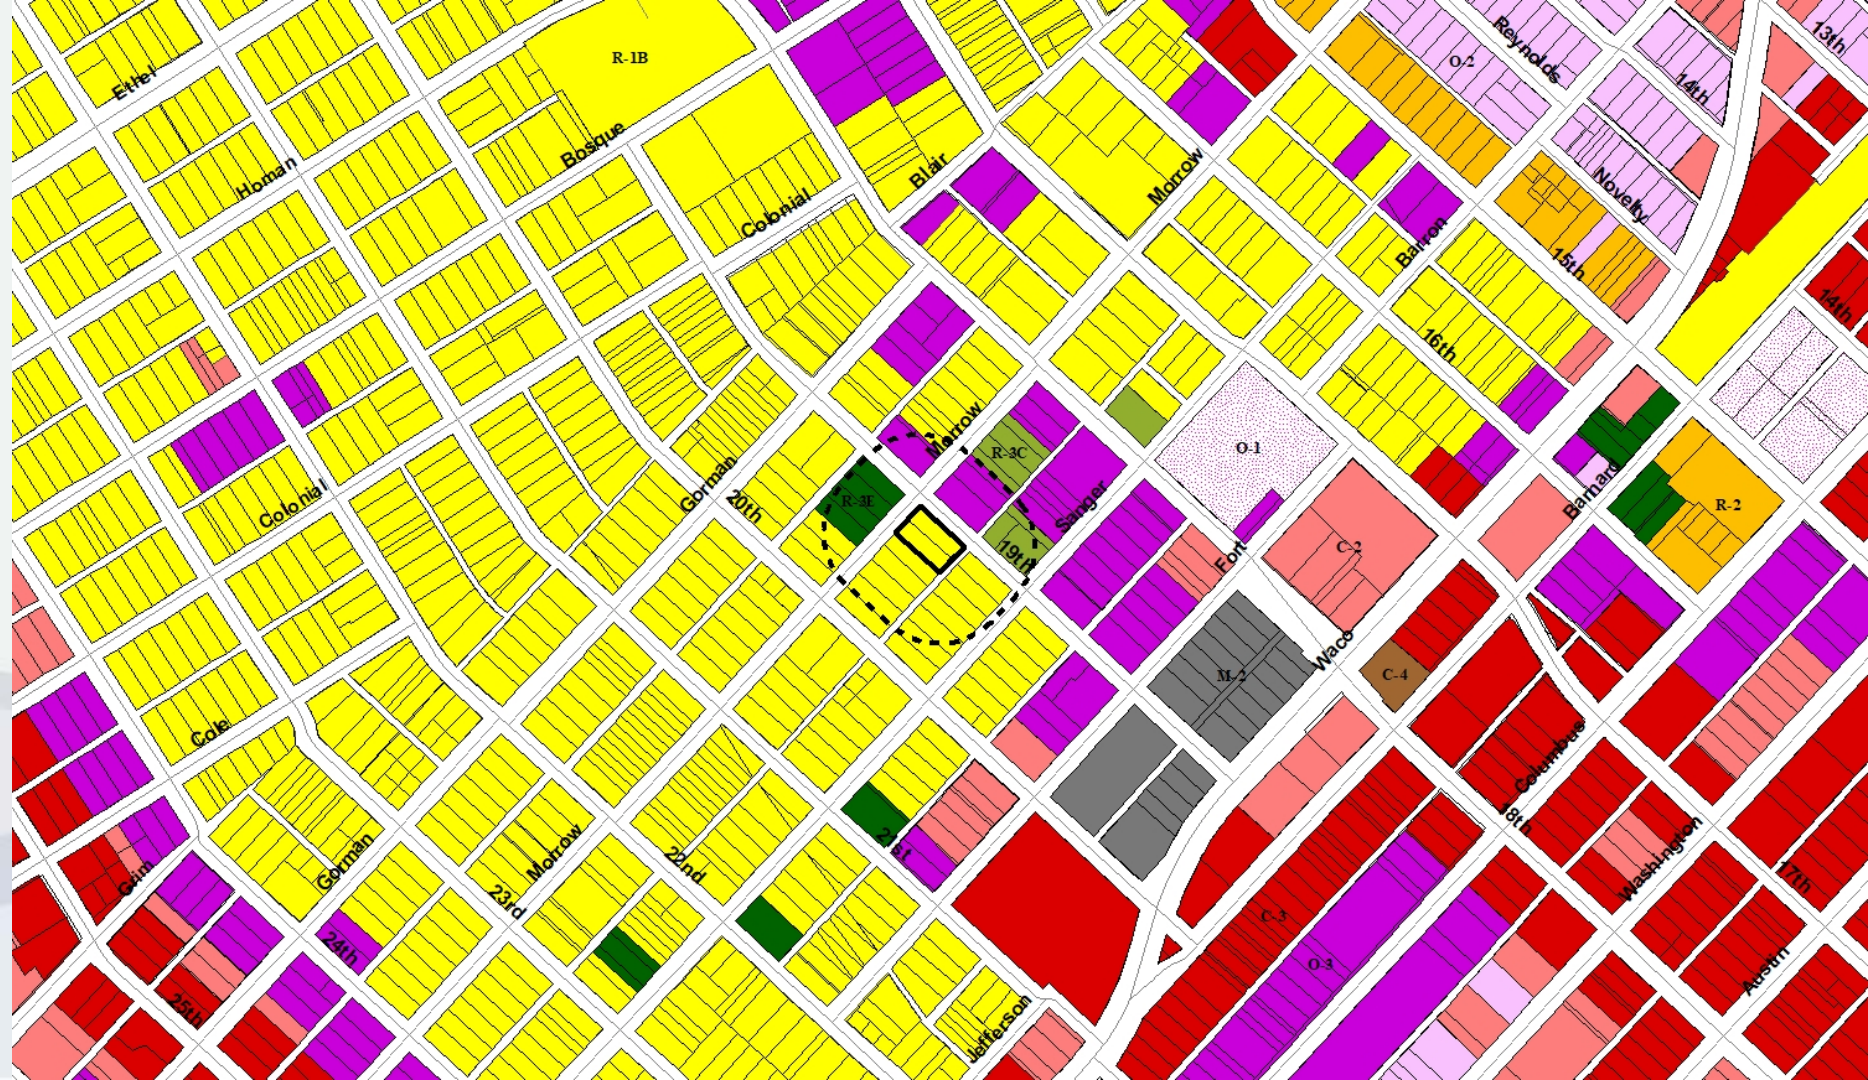 13th
Reynolds
R-1B
O-2
Ethel
14th
Bosque
Blair
Morrow
Homan
Novelty
Colonial
Barron
15th
14th
16th
Morrow
O-1
R-3C
Barnard
Gorman
Colonial
20th
R-3E
Sanger
R-2
19th
Fort
C-2
Waco
M-2
C-4
Cole
Columbus
18th
Washington
21st
Morrow
22nd
Grim
Gorman
17th
23rd
C-3
24th
O-3
Austin
25th
Jefferson